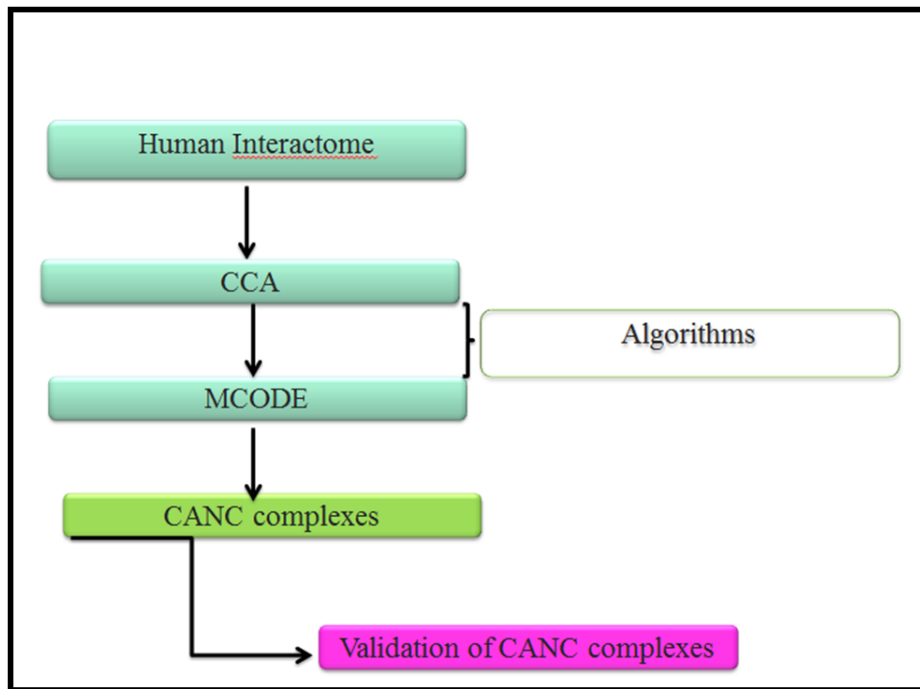 Human Interactome
CCA
Algorithms
MCODE
CANC complexes
Validation of CANC complexes